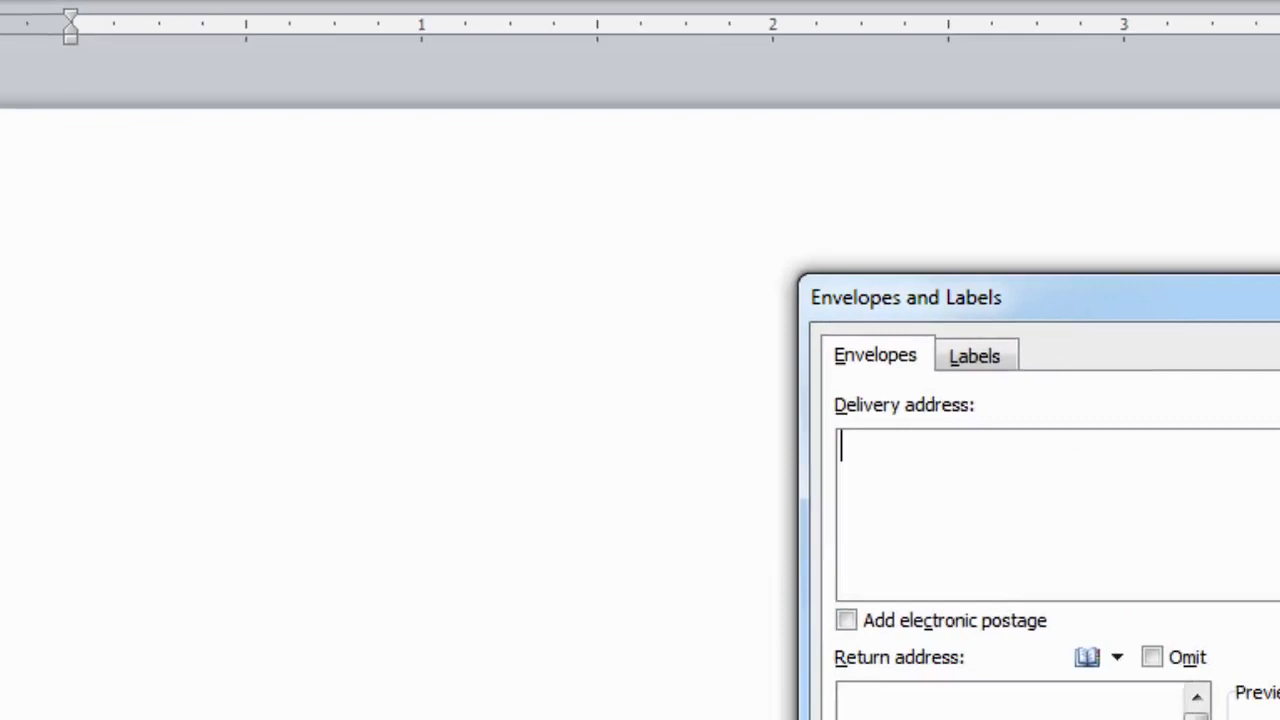 1 2 3
Envelopes and Labels
Envelopes Labels
Delivery address:
Add electronic postage
Return address: Omit